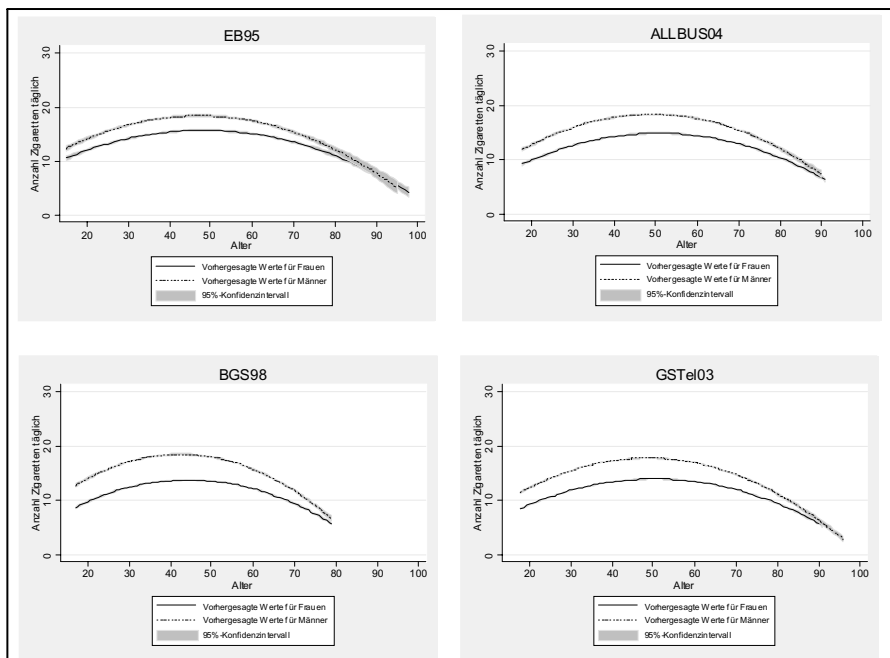 EB95
Anzahl Zigaretten täglich
30
20
10
0
20 30 40 50 60 70 80 90 100
Alter
Vorhergesagte Werte für Frauen
Vorhergesagte Werte für Männer
95%-Konfidenzintervall
ALLBUS04
Anzahl Zigaretten täglich
30
20
10
0
20 30 40 50 60 70 80 90 100
Alter
Vorhergesagte Werte für Frauen
Vorhergesagte Werte für Männer
95%-Konfidenzintervall
BGS98
Anzahl Zigaretten täglich
30
20
10
0
20 30 40 50 60 70 80 90 100
Alter
Vorhergesagte Werte für Frauen
Vorhergesagte Werte für Männer
95%-Konfidenzintervall
GSTel03
Anzahl Zigaretten täglich
30
20
10
0
20 30 40 50 60 70 80 90 100
Alter
Vorhergesagte Werte für Frauen
Vorhergesagte Werte für Männer
95%-Konfidenzintervall